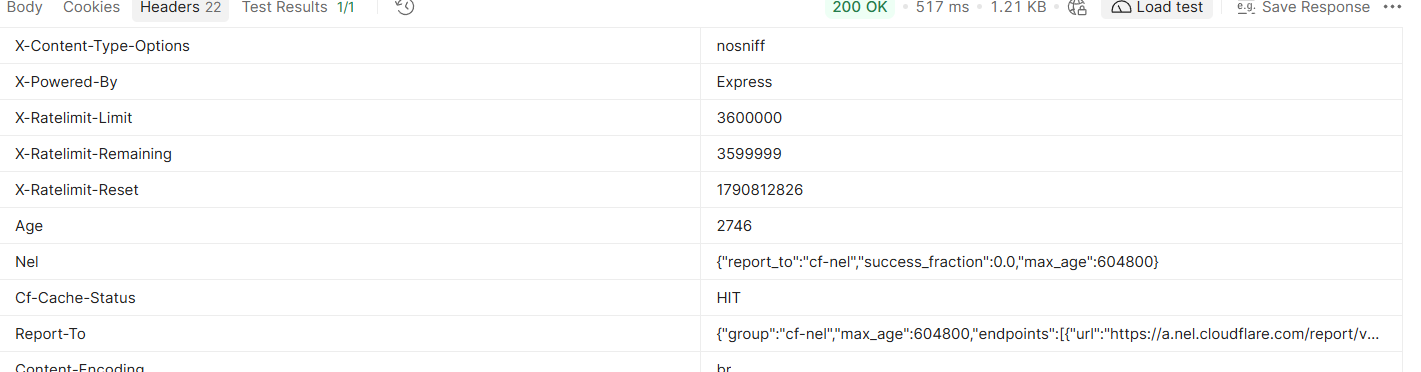 Body Cookies Headers 22 Test Results 1/1 200 OK • 517 ms • 1.21 KB • Load test e.g. Save Response •••
X-Content-Type-Options nosniff
X-Powered-By Express
X-Ratelimit-Limit 3600000
X-Ratelimit-Remaining 3599999
X-Ratelimit-Reset 1790812826
Age 2746
Nel {"report_to":"cf-nel","success_fraction":0.0,"max_age":604800}
Cf-Cache-Status HIT
Report-To {"group":"cf-nel","max_age":604800,"endpoints":[{"url":"https://a.nel.cloudflare.com/report/v...
Content-Encoding br